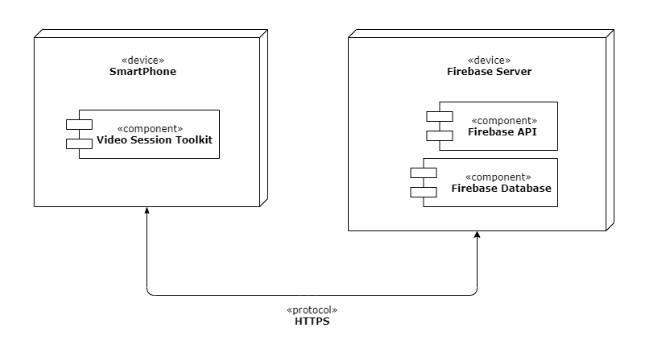 «device»
SmartPhone
«component»
Video Session Toolkit
«device»
Firebase Server
«component»
Firebase API
«component»
Firebase Database
«protocol»
HTTPS